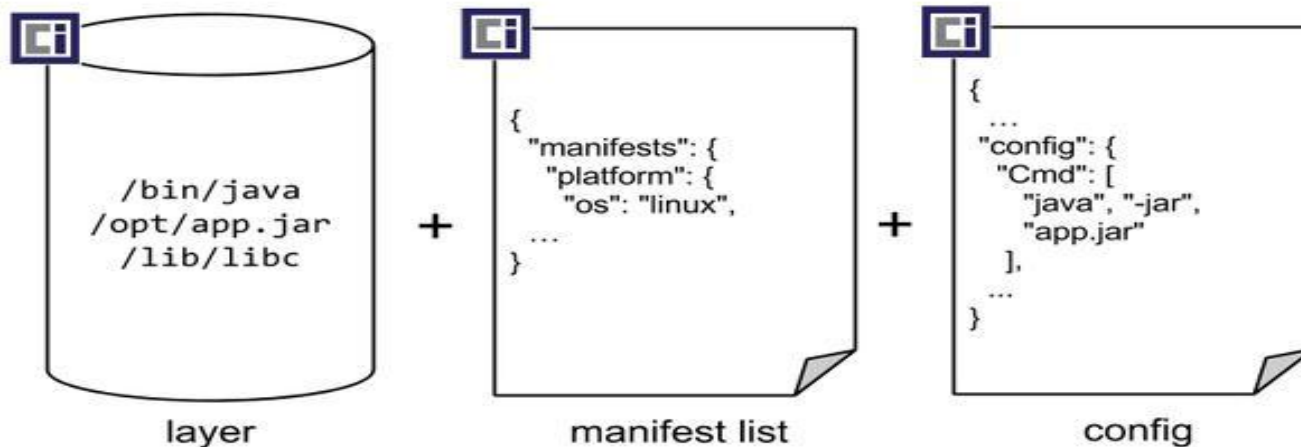 Ci
/bin/java
/opt/app.jar
/lib/libc
layer
+
Ci
{
"manifests": {
"platform": {
"os": "linux",
...
}
manifest list
+
Ci
{
...
"config": {
"Cmd": [
"java", "-jar",
"app.jar"
],
...
}
config